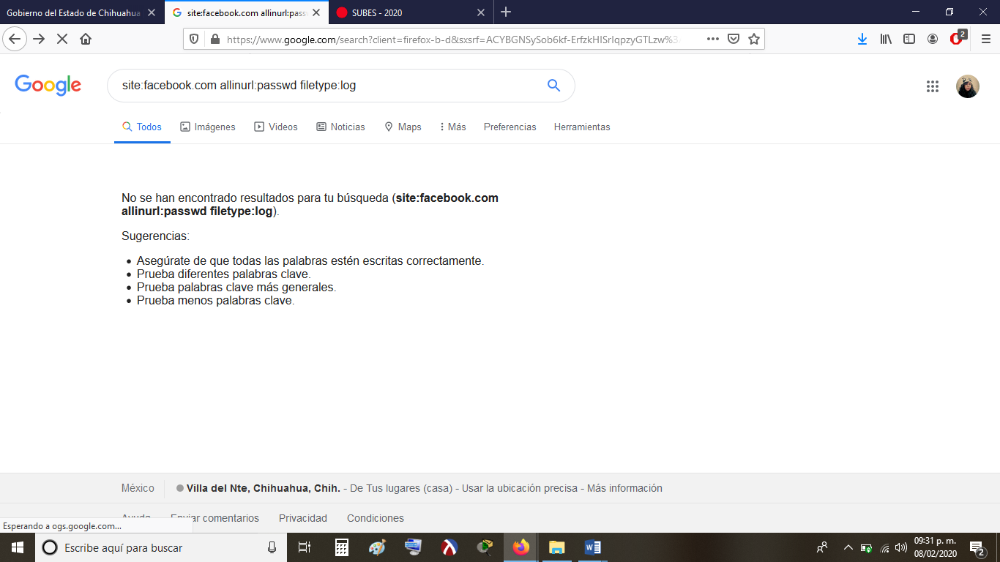 Gobierno del Estado de Chihuahua
site:facebook.com allinurl:pass
SUBES - 2020
https://www.google.com/search?client=firefox-b-d&sxsrf=ACYBGNSySob6kf-ErfzkHISrIqpzyGTLzw%3
2
Google
site:facebook.com allinurl:passwd filetype:log
Todos
Imágenes
Videos
Noticias
Maps
Más
Preferencias
Herramientas
No se han encontrado resultados para tu búsqueda (site:facebook.com
allinurl:passwd filetype:log).
Sugerencias:
Asegúrate de que todas las palabras estén escritas correctamente.
Prueba diferentes palabras clave.
Prueba palabras clave más generales.
Prueba menos palabras clave.
México
Villa del Nte, Chihuahua, Chih. - De Tus lugares (casa) - Usar la ubicación precisa - Más información
Ayuda
Enviar comentarios
Privacidad
Condiciones
Esperando a ogs.google.com...
Escribe aquí para buscar
09:31 p. m.
08/02/2020
2